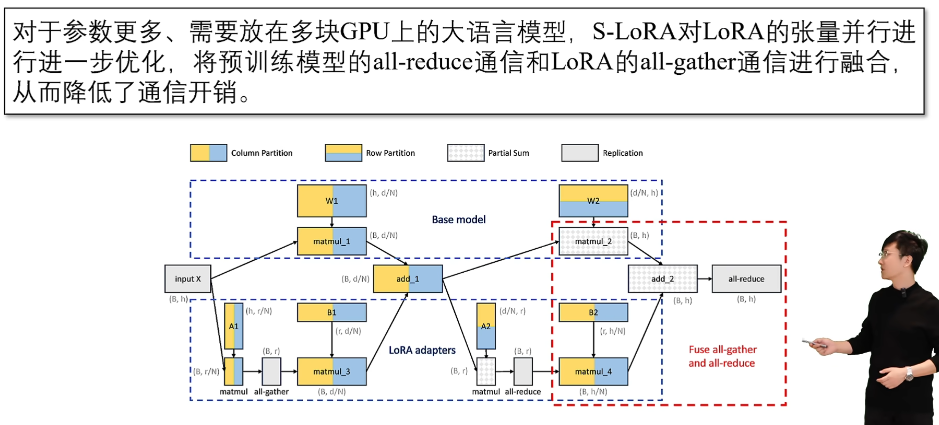 对于参数更多、需要放在多块GPU上的大语言模型，S-LoRA对LoRA的张量并行进
行进一步优化，将预训练模型的all-reduce通信和LoRA的all-gather通信进行融合，
从而降低了通信开销。
Column Partition
Row Partition
Partial Sum
Replication
W1
(h, d/N)
W2
(d/N, h)
Base model
matmul_1
(B, d/N)
matmul_2
(B, h)
input X
(B, h)
(B, d/N)
add_1
add_2
(B, h)
all-reduce
(B, h)
A1
(h, r/N)
B1
(r, d/N)
A2
(d/N, r)
B2
(r, h/N)
LoRA adapters
(B, r/N)
matmul
(B, r)
all-gather
matmul_3
(B, d/N)
(B, r)
matmul
(B, r)
all-reduce
matmul_4
(B, h/N)
Fuse all-gather
and all-reduce